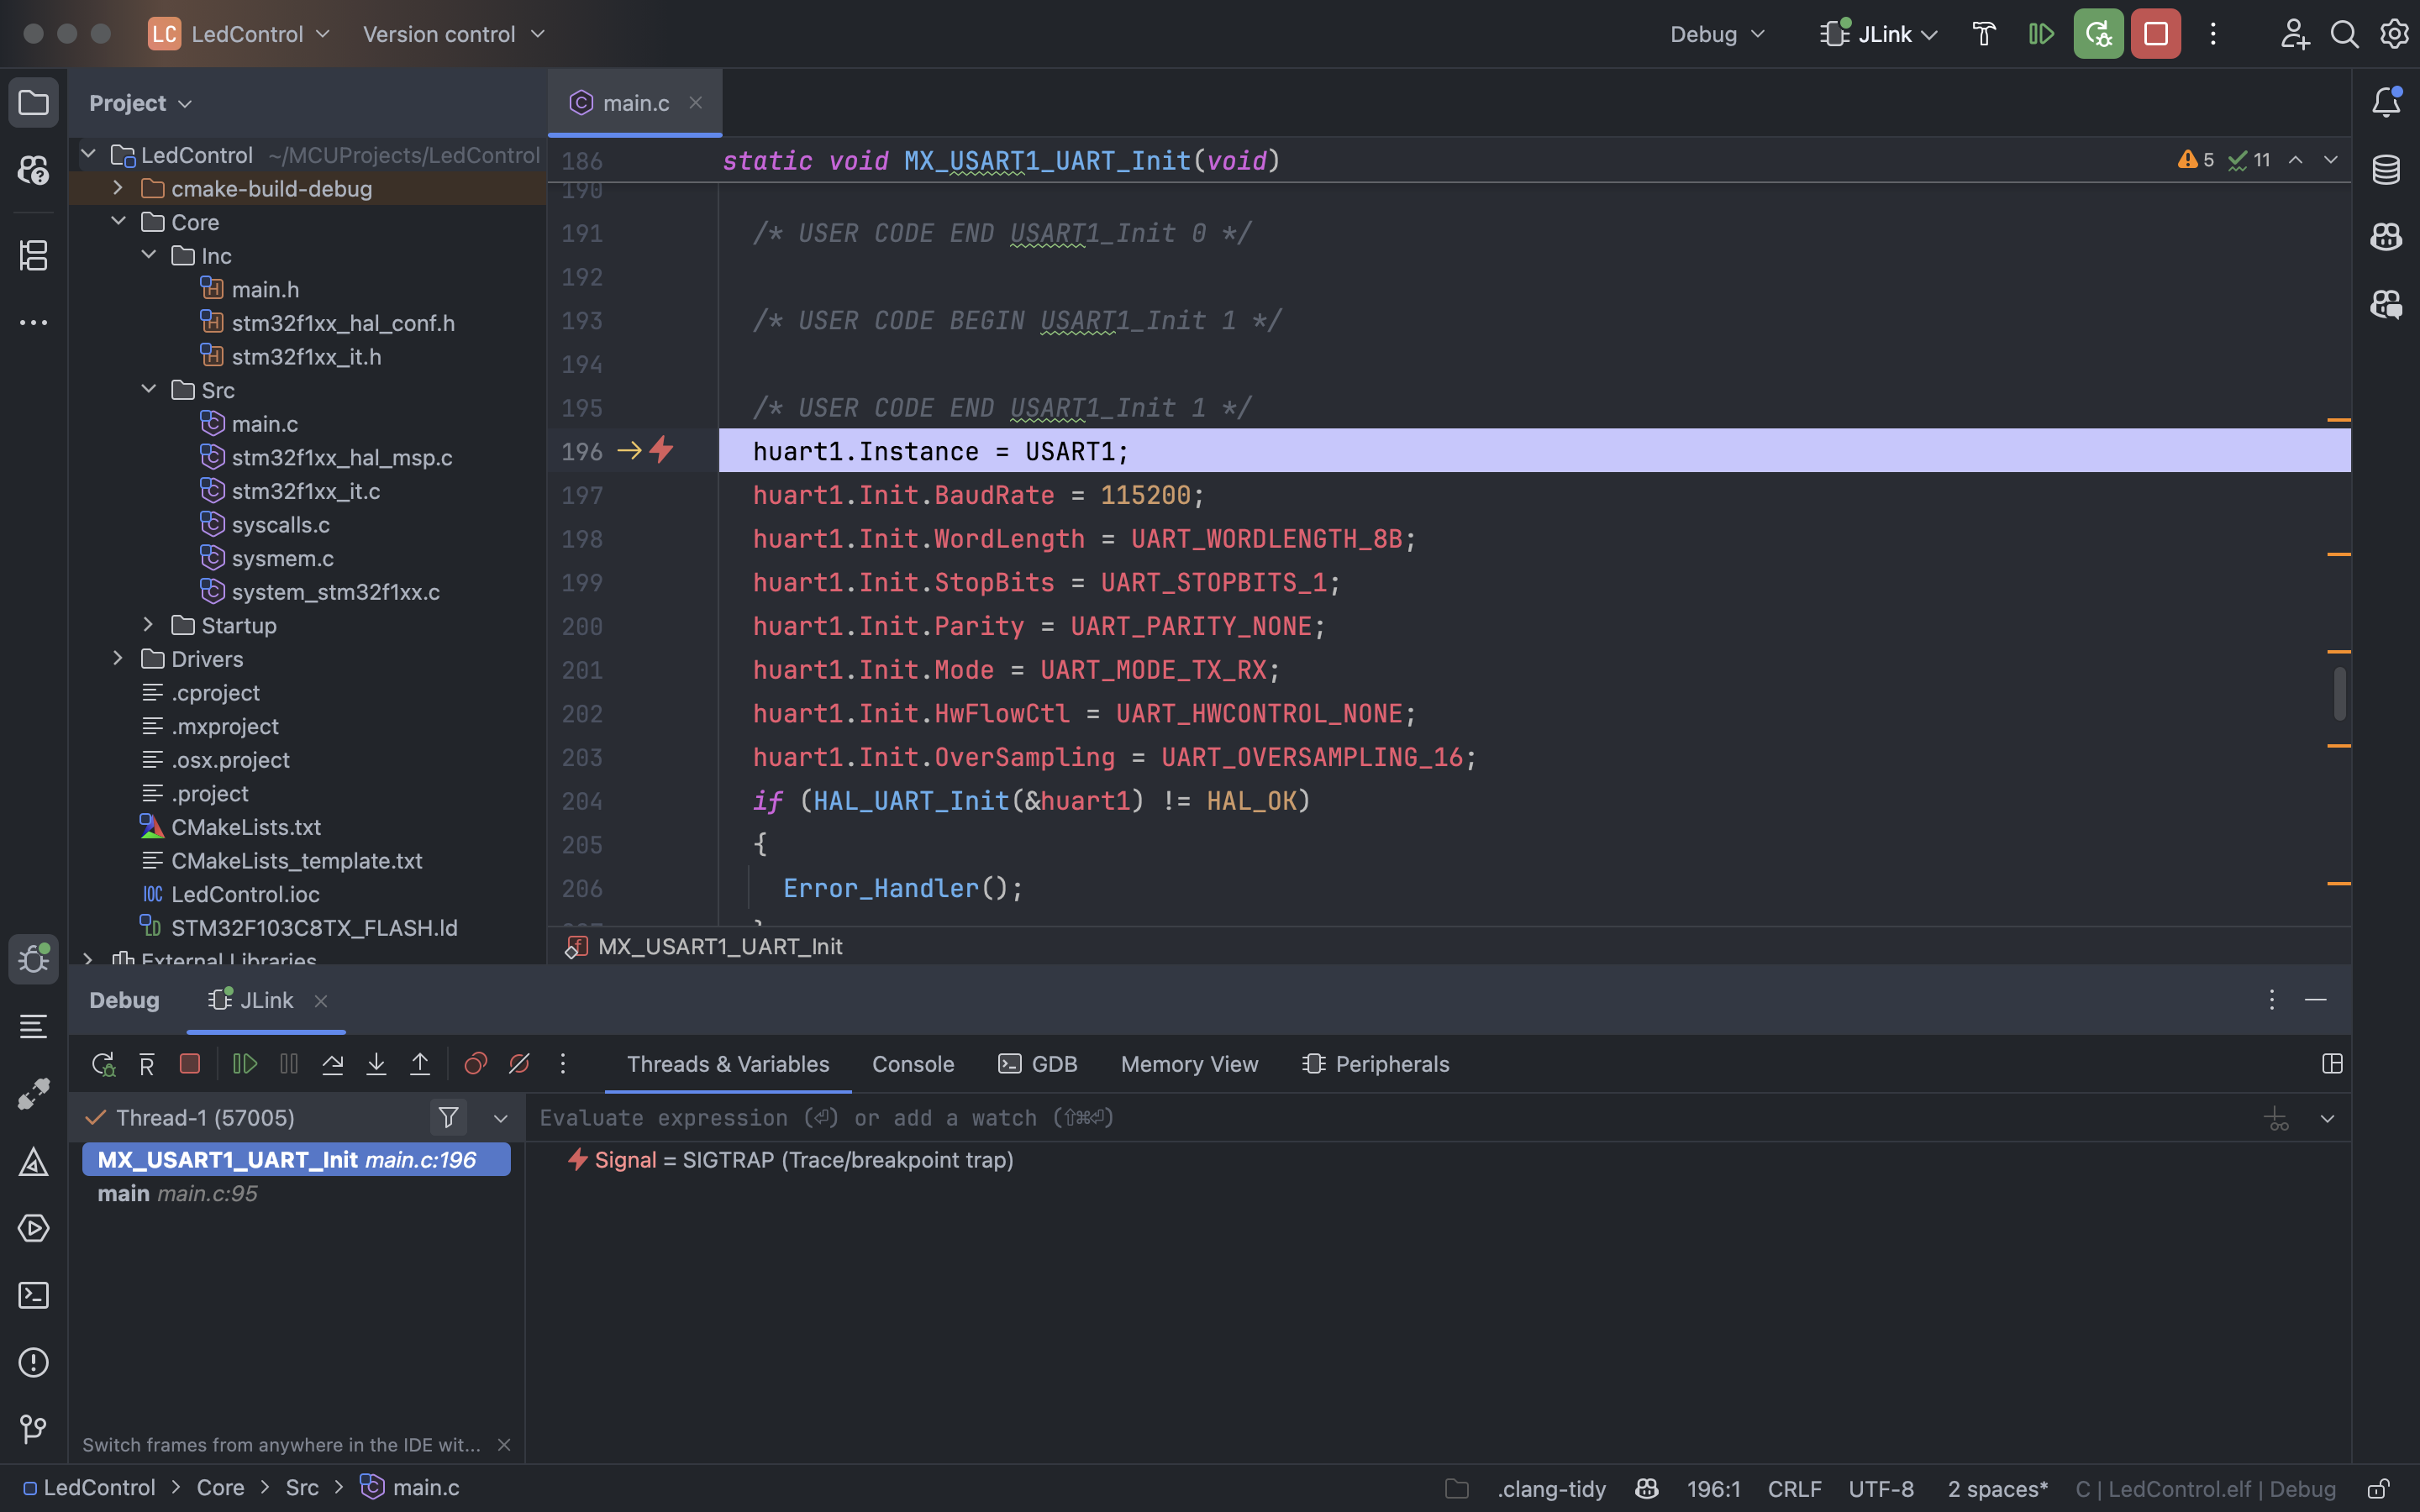 LC LedControl Version control Debug JLink
Project
main.c
LedControl ~/MCUProjects/LedControl
cmake-build-debug
Core
Inc
main.h
stm32f1xx_hal_conf.h
stm32f1xx_it.h
Src
main.c
stm32f1xx_hal_msp.c
stm32f1xx_it.c
syscalls.c
sysmem.c
system_stm32f1xx.c
Startup
Drivers
.cproject
.mxproject
.osx.project
.project
CMakeLists.txt
CMakeLists_template.txt
IOC LedControl.ioc
LD STM32F103C8TX_FLASH.ld
External Libraries
186 static void MX_USART1_UART_Init(void) 5 11
190
191 /* USER CODE END USART1_Init 0 */
192
193 /* USER CODE BEGIN USART1_Init 1 */
194
195 /* USER CODE END USART1_Init 1 */
196 huart1.Instance = USART1;
197 huart1.Init.BaudRate = 115200;
198 huart1.Init.WordLength = UART_WORDLENGTH_8B;
199 huart1.Init.StopBits = UART_STOPBITS_1;
200 huart1.Init.Parity = UART_PARITY_NONE;
201 huart1.Init.Mode = UART_MODE_TX_RX;
202 huart1.Init.HwFlowCtl = UART_HWCONTROL_NONE;
203 huart1.Init.OverSampling = UART_OVERSAMPLING_16;
204 if (HAL_UART_Init(&huart1) != HAL_OK)
205 {
206 Error_Handler();
MX_USART1_UART_Init
Debug JLink
Threads & Variables Console GDB Memory View Peripherals
Thread-1 (57005)
Evaluate expression (⏎) or add a watch (⇧⌘⏎)
MX_USART1_UART_Init main.c:196
main main.c:95
Signal = SIGTRAP (Trace/breakpoint trap)
Switch frames from anywhere in the IDE wit...
LedControl > Core > Src > main.c
.clang-tidy 196:1 CRLF UTF-8 2 spaces* C | LedControl.elf | Debug